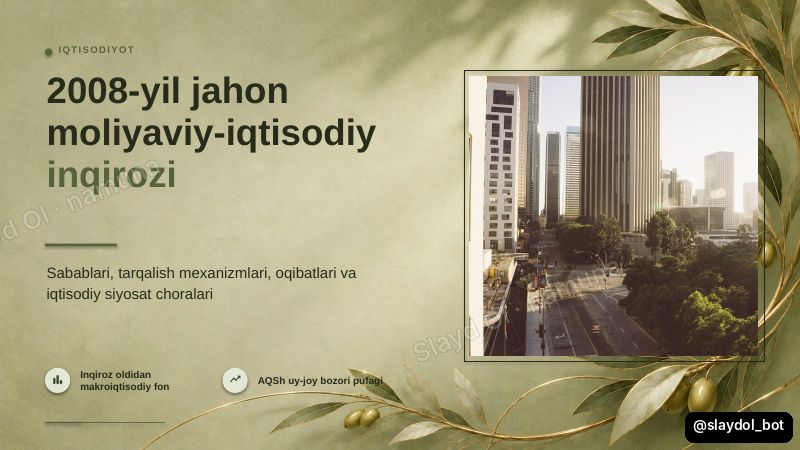 IQTISODIYOT
2008-yil jahon
moliyaviy-iqtisodiy
inqirozi
Sabablari, tarqalish mexanizmlari, oqibatlari va
iqtisodiy siyosat choralari
Inqiroz oldidan
makroiqtisodiy fon
AQSh uy-joy bozori pufagi
@slaydol_bot